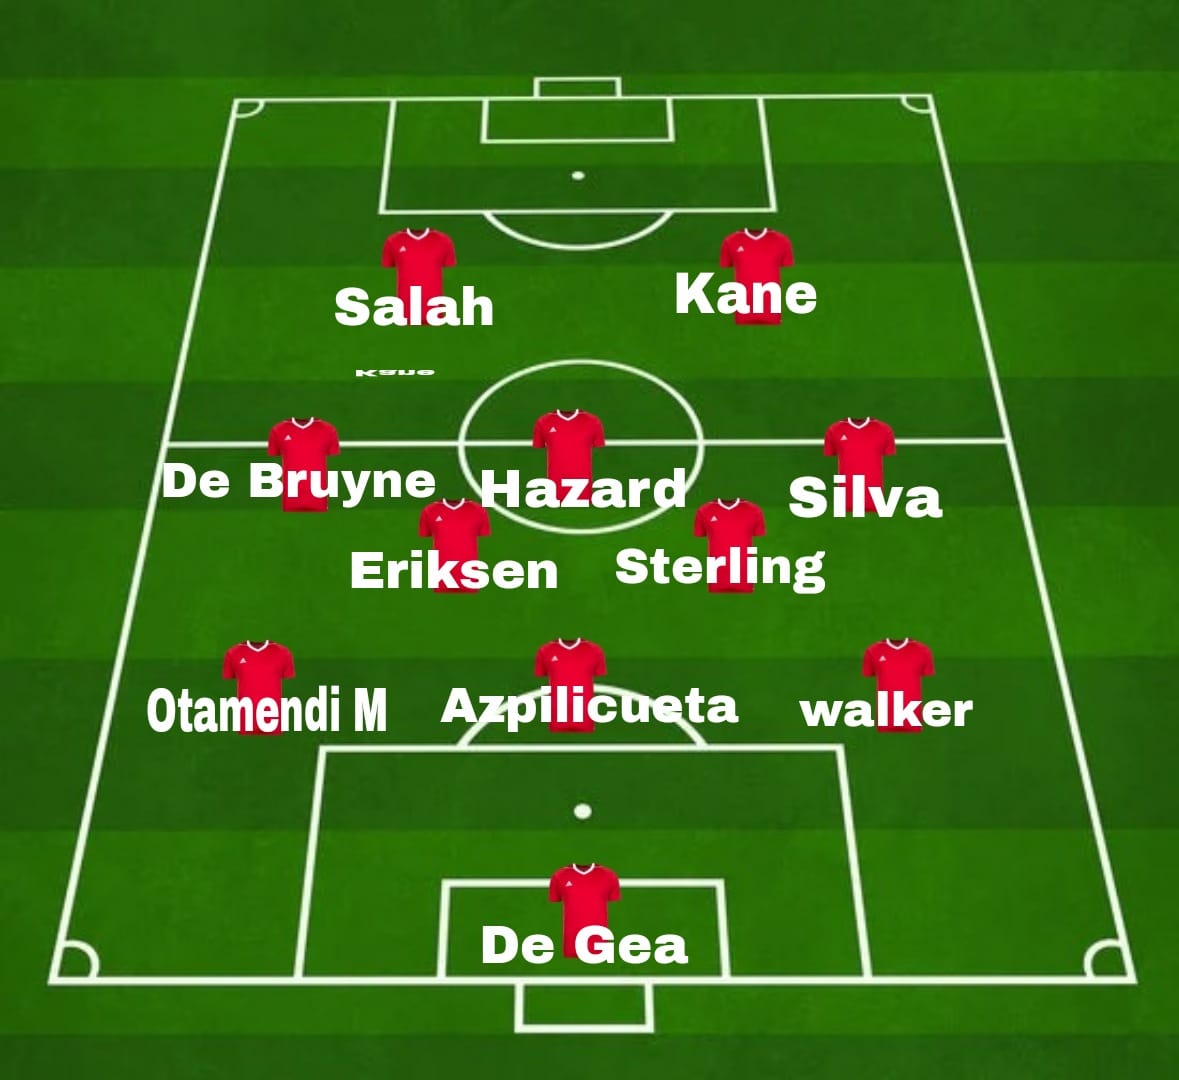 Salah
Kane
Kane
De Bruyne
Hazard
Silva
Eriksen
Sterling
Otamendi M
Azpilicueta
walker
De Gea